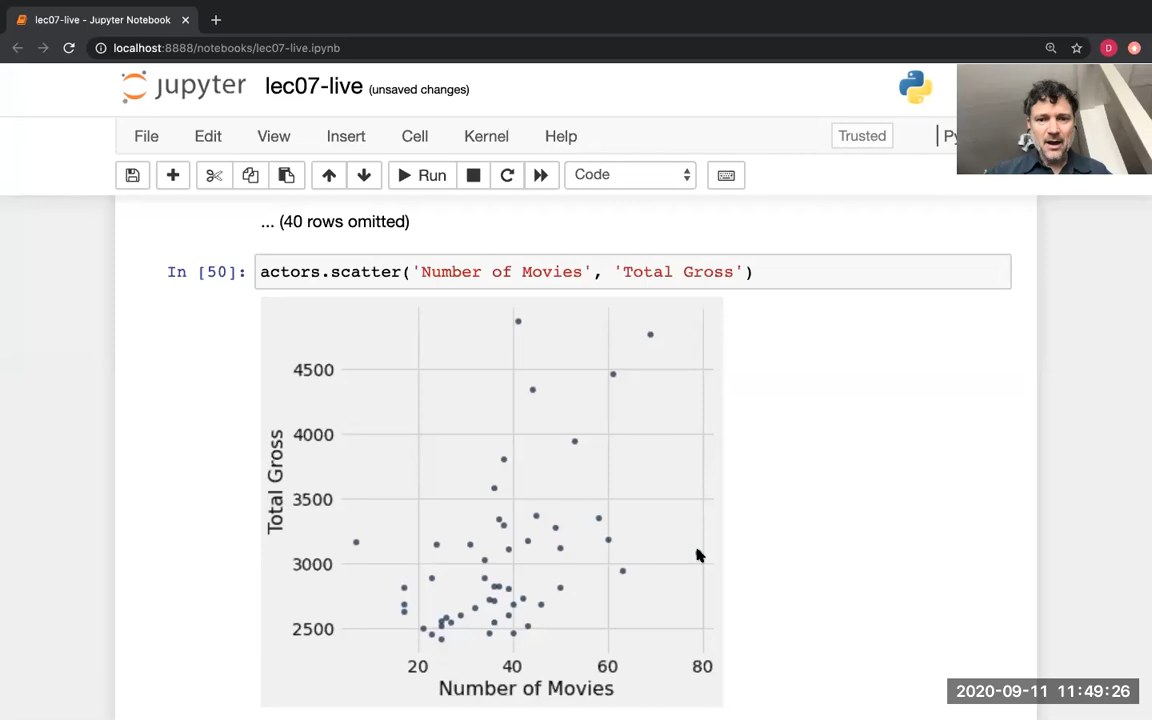 lec07-live - Jupyter Notebook
localhost:8888/notebooks/lec07-live.ipynb
D
jupyter lec07-live (unsaved changes)
File Edit View Insert Cell Kernel Help Trusted Py
Run Code
... (40 rows omitted)
In [50]: actors.scatter('Number of Movies', 'Total Gross')
4500
4000
3500
3000
2500
Total Gross
20 40 60 80
Number of Movies
2020-09-11 11:49:26